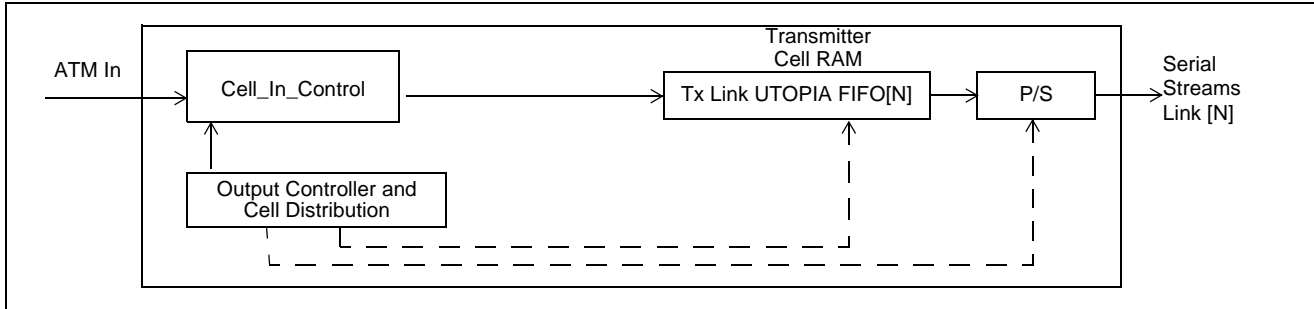 ATM In
Cell_In_Control
Transmitter
Cell RAM
Tx Link UTOPIA FIFO[N]
P/S
Serial
Streams
Link [N]
Output Controller and
Cell Distribution